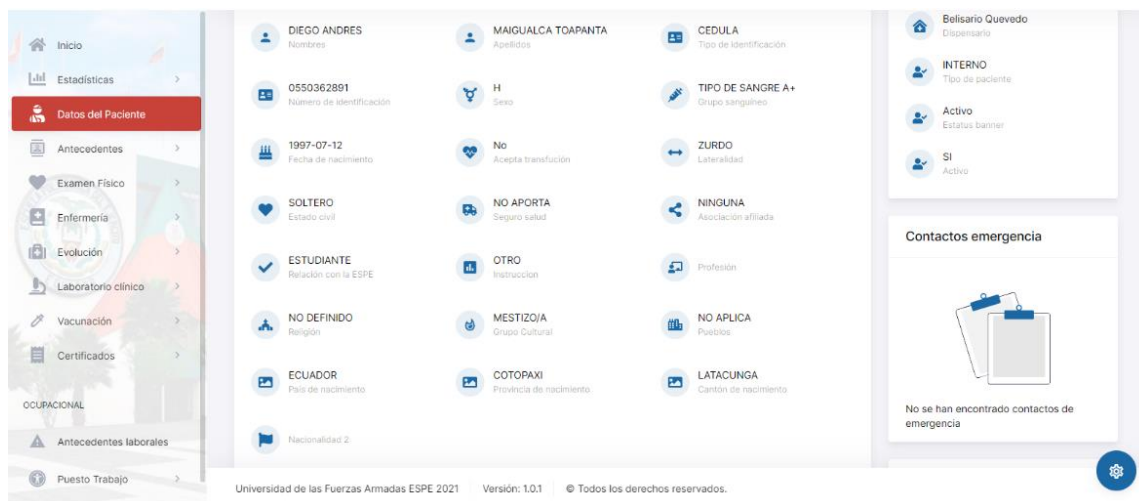 Inicio
Estadísticas
Datos del Paciente
Antecedentes
Examen Físico
Enfermería
Evolución
Laboratorio clínico
Vacunación
Certificados
OCUPACIONAL
Antecedentes laborales
Puesto Trabajo
DIEGO ANDRES
Nombres
MAIGUALCA TOAPANTA
Apellidos
CEDULA
Tipo de Identificación
0550362891
Número de Identificación
H
Sexo
TIPO DE SANGRE A+
Grupo sanguíneo
1997-07-12
Fecha de nacimiento
No
Acepta transfución
ZURDO
Lateralidad
SOLTERO
Estado civil
NO APORTA
Seguro salud
NINGUNA
Asociación afiliada
ESTUDIANTE
Relación con la ESPE
OTRO
Instruccion
Profesión
NO DEFINIDO
Religión
MESTIZO/A
Grupo Cultural
NO APLICA
Pueblos
ECUADOR
País de nacimiento
COTOPAXI
Provincia de nacimiento
LATACUNGA
Cantón de nacimiento
Nacionalidad 2
Belisario Quevedo
Dispensario
INTERNO
Tipo de paciente
Activo
Estatus banner
SI
Activo
Contactos emergencia
No se han encontrado contactos de
emergencia
Universidad de las Fuerzas Armadas ESPE 2021 Versión: 1.0.1 © Todos los derechos reservados.